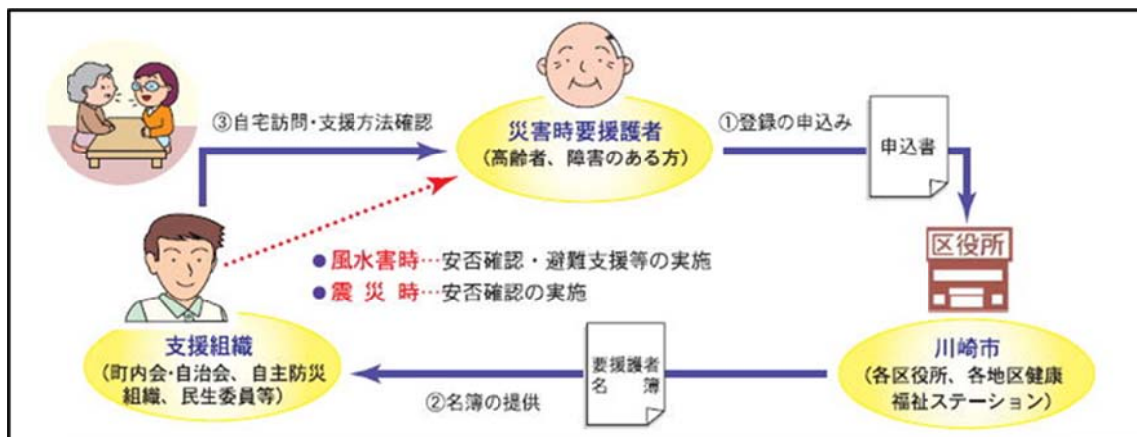 ③自宅訪問・支援方法確認
災害時要援護者
(高齢者、障害のある方)
①登録の申込み
申込書
区役所
●風水害時…安否確認・避難支援等の実施
●震 災 時…安否確認の実施
支援組織
(町内会・自治会、自主防災
組織、民生委員等)
②名簿の提供
要援護者
名　　簿
川崎市
(各区役所、各地区健康
福祉ステーション)